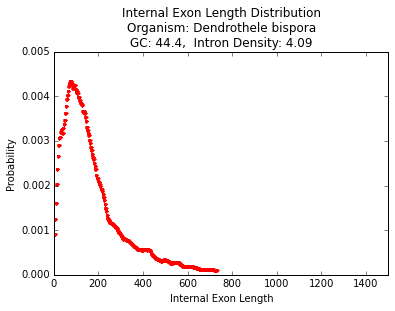 Internal Exon Length Distribution
Organism: Dendrothele bispora
GC: 44.4,  Intron Density: 4.09
0.005
0.004
0.003
0.002
0.001
0.000
Probability
0 200 400 600 800 1000 1200 1400
Internal Exon Length